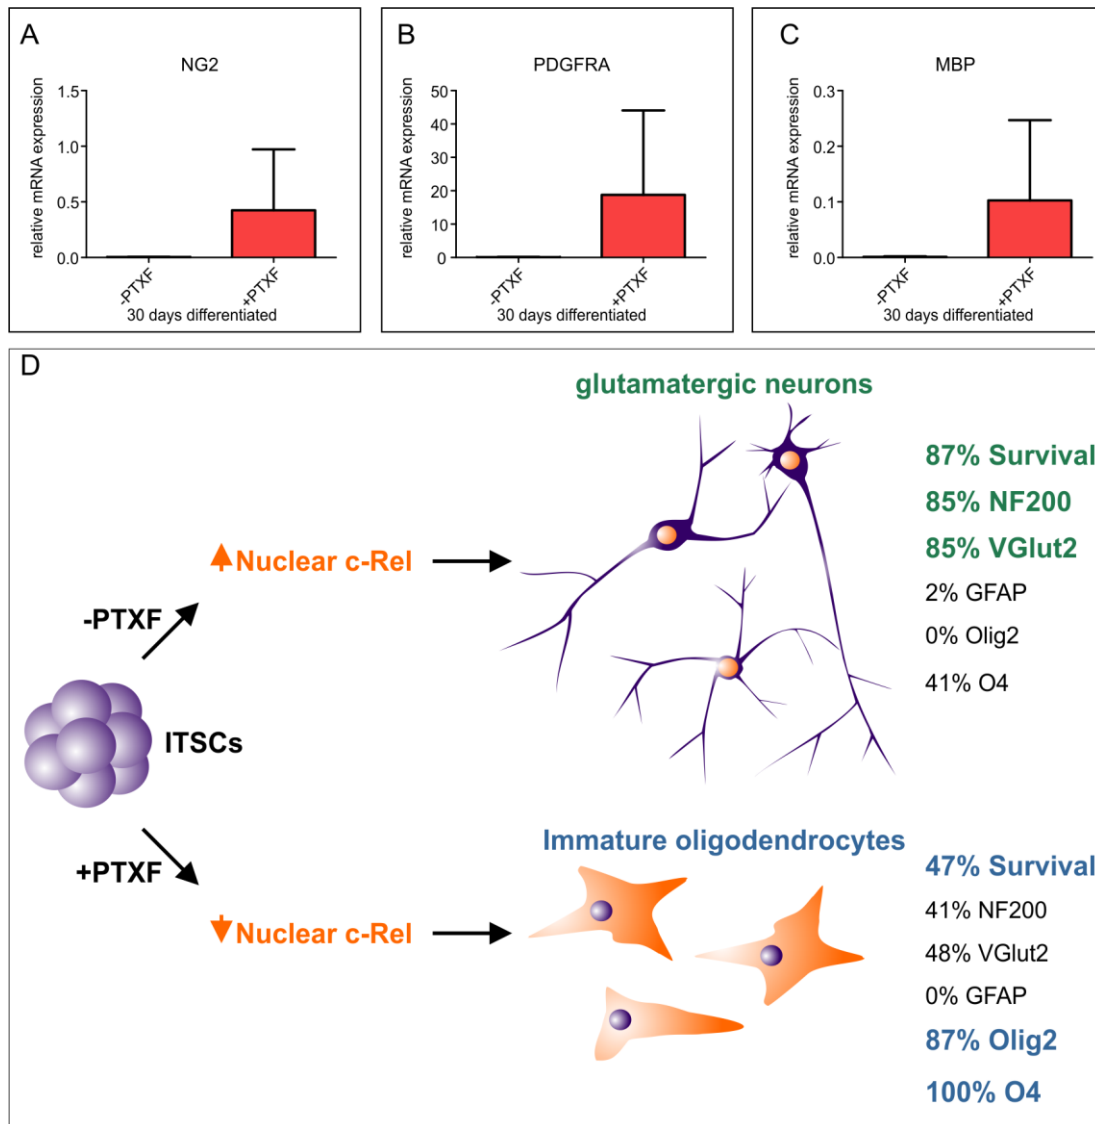 A
NG2
relative mRNA expression
1.5
1.0
0.5
0.0
-PTXF
+PTXF
30 days differentiated
B
PDGFRA
relative mRNA expression
50
40
30
20
10
0
-PTXF
+PTXF
30 days differentiated
C
MBP
relative mRNA expression
0.3
0.2
0.1
0.0
-PTXF
+PTXF
30 days differentiated
D
glutamatergic neurons
87% Survival
85% NF200
85% VGlut2
2% GFAP
0% Olig2
41% O4
Nuclear c-Rel
-PTXF
ITSCs
+PTXF
Nuclear c-Rel
Immature oligodendrocytes
47% Survival
41% NF200
48% VGlut2
0% GFAP
87% Olig2
100% O4